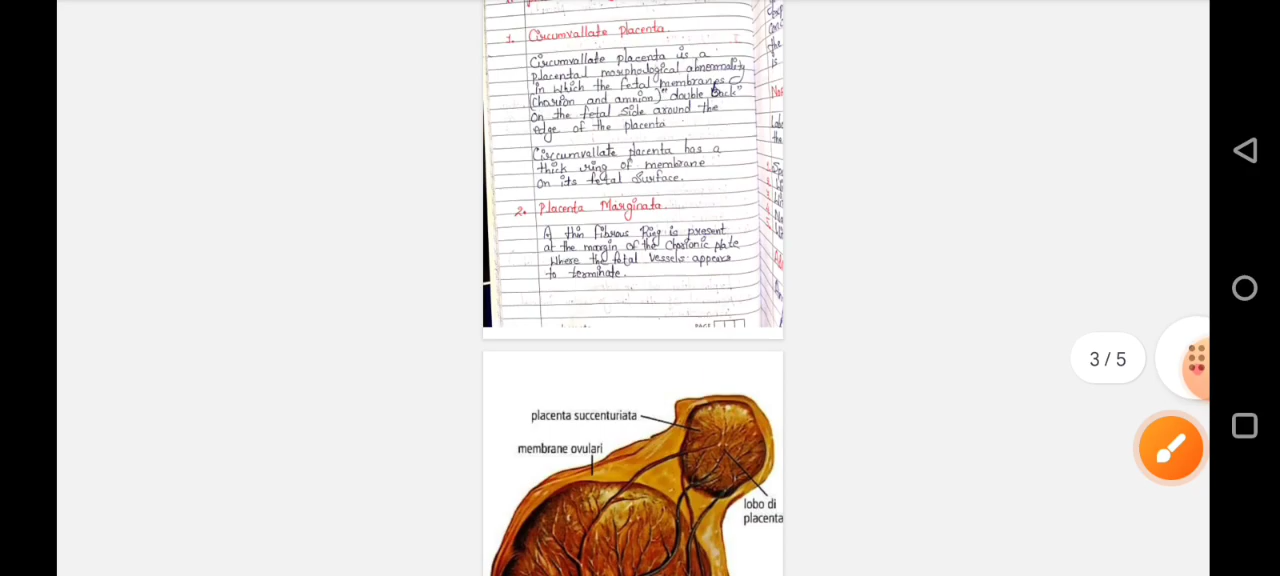 1. Circumvallate placenta.
Circumvallate placenta is a
placental morphological abnormality
in which the fetal membranes
(chorion and amnion) "double back"
on the fetal side around the
edge of the placenta
Circumvallate placenta has a
thick ring of membrane
on its fetal surface.
2. Placenta Marginata.
A thin fibrous Ring is present
at the margin of the Chorionic plate
where the fetal vessels appears
to terminate.
PAGE
3 / 5
placenta succenturiata
membrane ovulari
lobo di
placenta